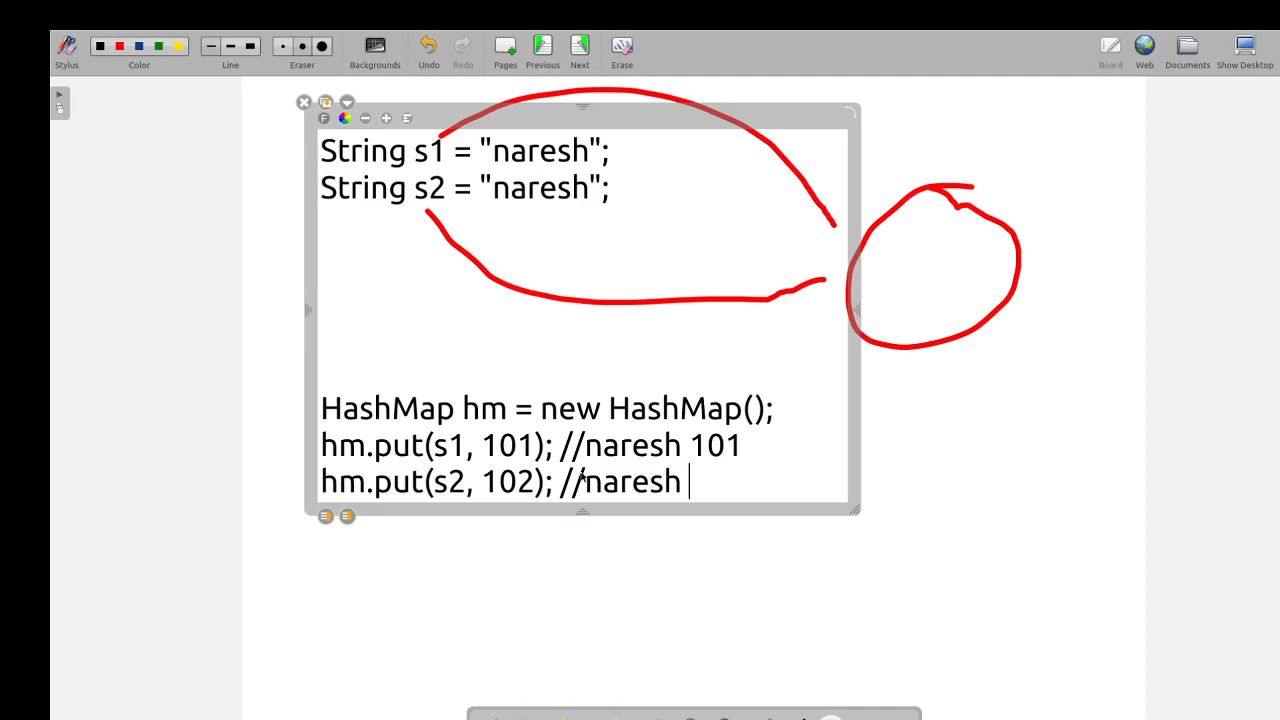 Stylus
Color
Line
Eraser
Backgrounds
Undo
Redo
Pages
Previous
Next
Erase
Board
Web
Documents
Show Desktop
String s1 = "naresh";
String s2 = "naresh";
HashMap hm = new HashMap();
hm.put(s1, 101); //naresh 101
hm.put(s2, 102); //naresh